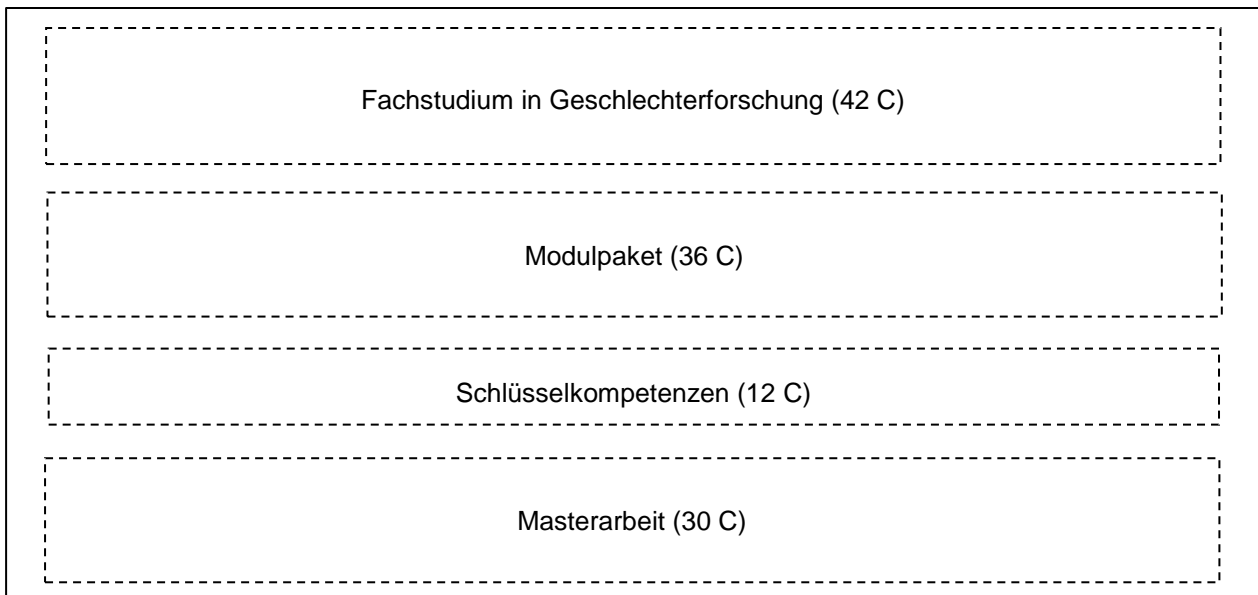 Fachstudium in Geschlechterforschung (42 C)
Modulpaket (36 C)
Schlüsselkompetenzen (12 C)
Masterarbeit (30 C)